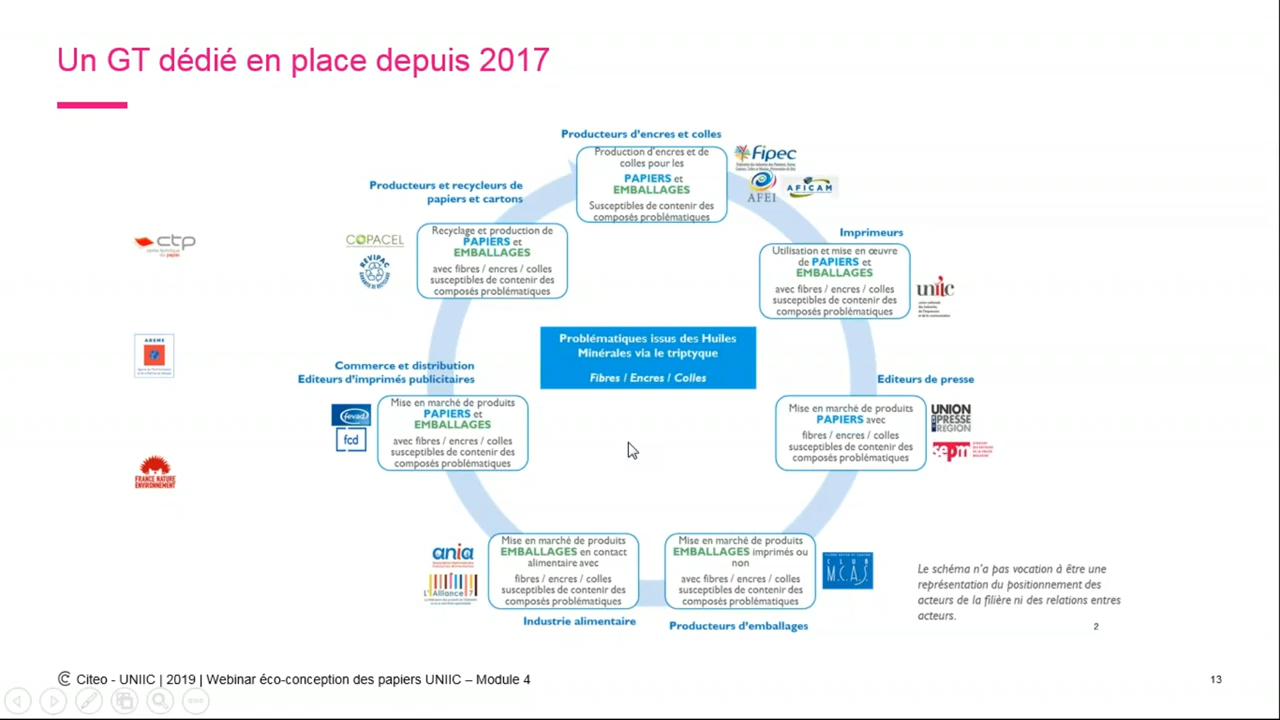 Un GT dédié en place depuis 2017
Producteurs d'encres et colles
Production d'encres et de
colles pour les
PAPIERS et
EMBALLAGES
Susceptibles de contenir des
composés problématiques
Fipec
AFEI
AFICAM
Producteurs et recycleurs de
papiers et cartons
Recyclage et production de
PAPIERS et
EMBALLAGES
avec fibres / encres / colles
susceptibles de contenir des
composés problématiques
COPACEL
REVIPAC
ctp
centre technique
du papier
Imprimeurs
Utilisation et mise en œuvre
de PAPIERS et
EMBALLAGES
avec fibres / encres / colles
susceptibles de contenir des
composés problématiques
uniic
Problématiques issus des Huiles
Minérales via le triptyque
Fibres / Encres / Colles
ADEME
Commerce et distribution
Editeurs d'imprimés publicitaires
Mise en marché de produits
PAPIERS et
EMBALLAGES
avec fibres / encres / colles
susceptibles de contenir des
composés problématiques
fevad
fcd
Editeurs de presse
Mise en marché de produits
PAPIERS avec
fibres / encres / colles
susceptibles de contenir des
composés problématiques
UNION
PRESSE
REGION
sepm
FRANCE NATURE
ENVIRONNEMENT
Mise en marché de produits
EMBALLAGES en contact
alimentaire avec
fibres / encres / colles
susceptibles de contenir des
composés problématiques
Industrie alimentaire
ania
L'Alliance 7
Mise en marché de produits
EMBALLAGES imprimés ou
non
avec fibres / encres / colles
susceptibles de contenir des
composés problématiques
Producteurs d'emballages
CLUB
M.C.A.S.
Le schéma n'a pas vocation à être une
représentation du positionnement des
acteurs de la filière ni des relations entres
acteurs.
2
Citeo - UNIIC | 2019 | Webinar éco-conception des papiers UNIIC – Module 4
13